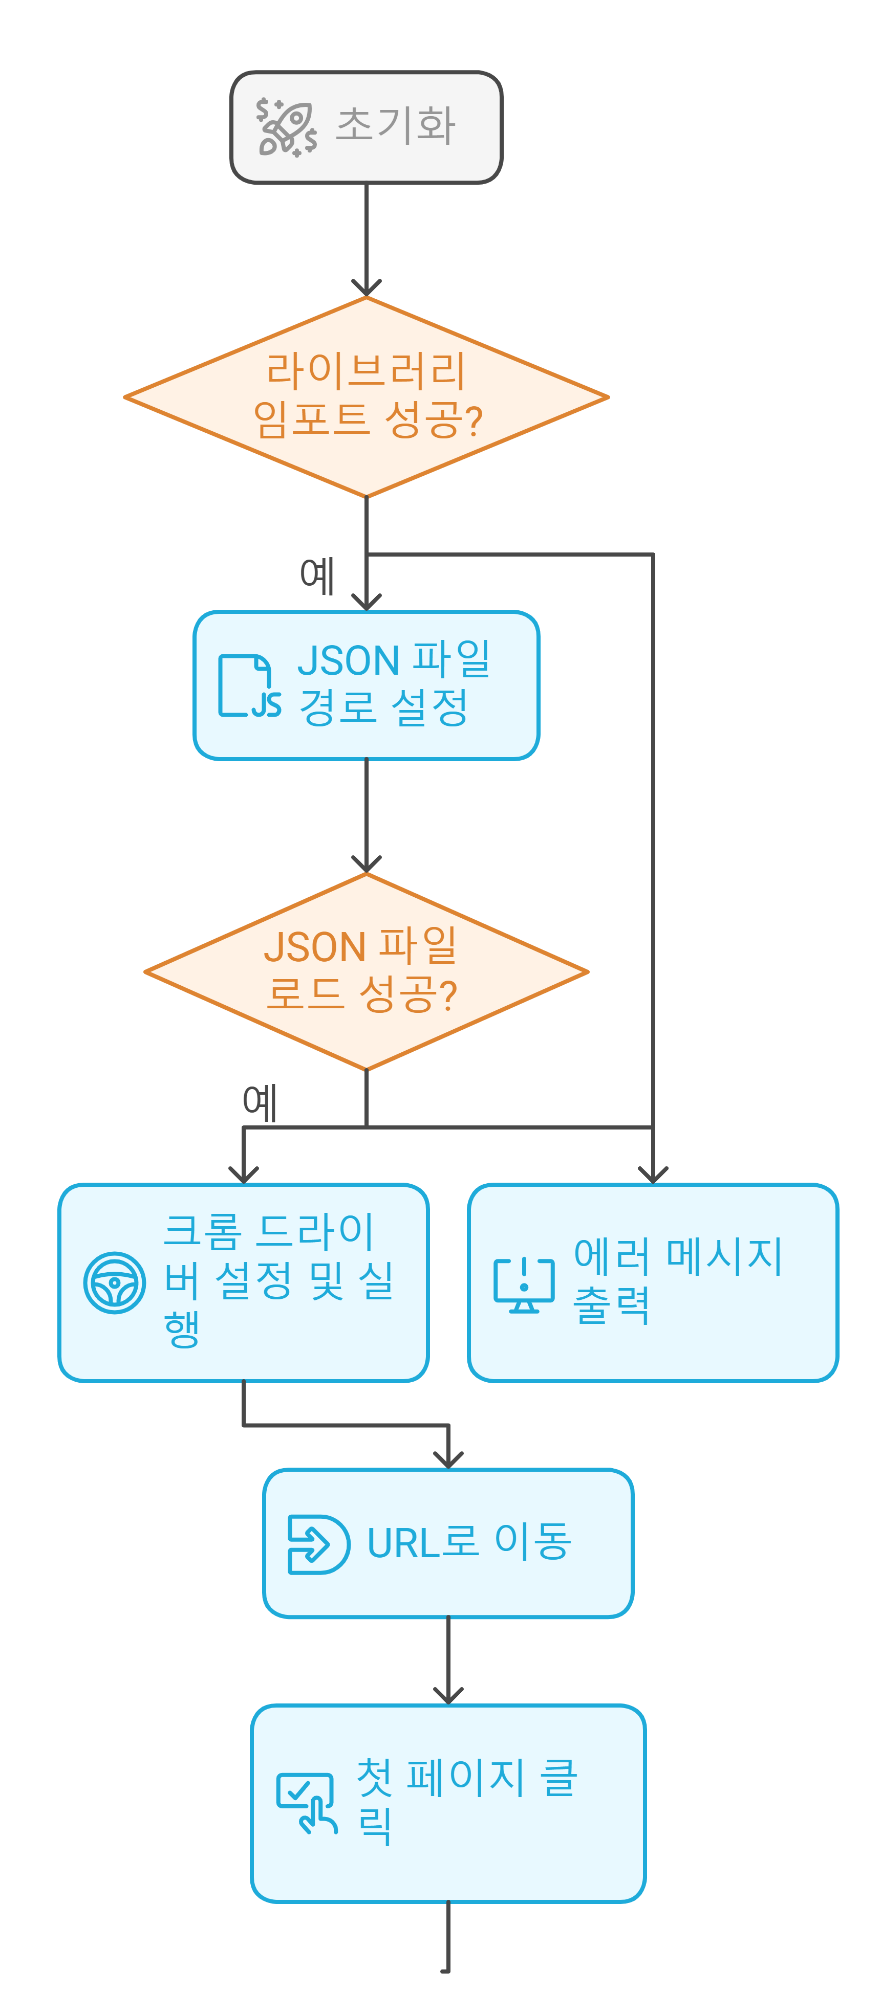 초기화
라이브러리
임포트 성공?
예
JSON 파일
경로 설정
JSON 파일
로드 성공?
예
크롬 드라이
버 설정 및 실
행
에러 메시지
출력
URL로 이동
첫 페이지 클
릭